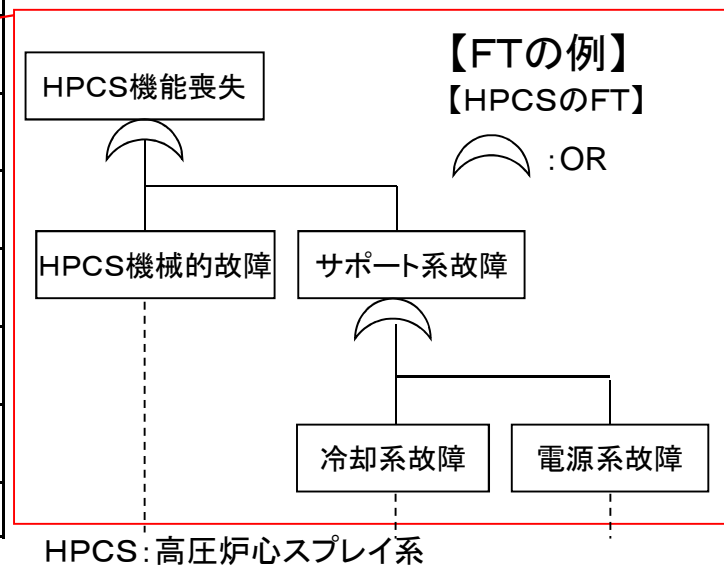 【FTの例】
【HPCSのFT】
:OR
HPCS機能喪失
HPCS機械的故障
サポート系故障
冷却系故障
電源系故障
HPCS:高圧炉心スプレイ系